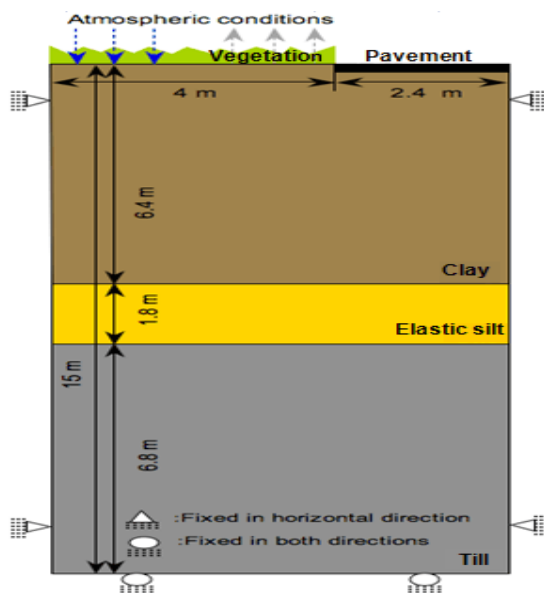 Atmospheric conditions
Vegetation
Pavement
4 m
2.4 m
6.4 m
Clay
1.8 m
Elastic silt
15 m
6.8 m
:Fixed in horizontal direction
:Fixed in both directions
Till